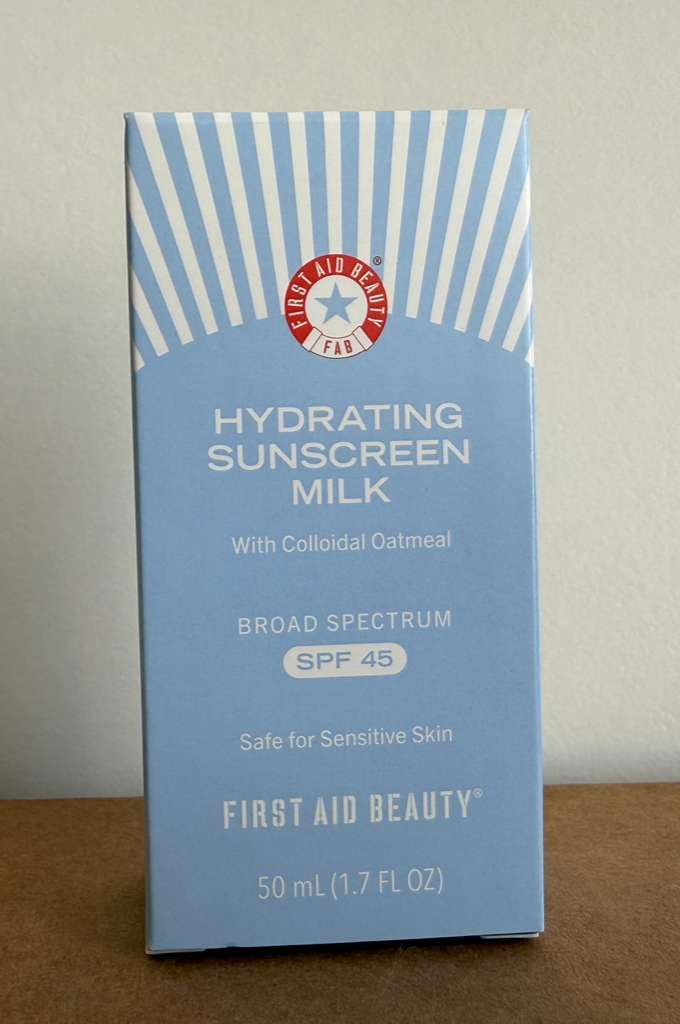 FIRST AID BEAUTY®
FAB
HYDRATING
SUNSCREEN
MILK
With Colloidal Oatmeal
BROAD SPECTRUM
SPF 45
Safe for Sensitive Skin
FIRST AID BEAUTY®
50 mL (1.7 FL OZ)